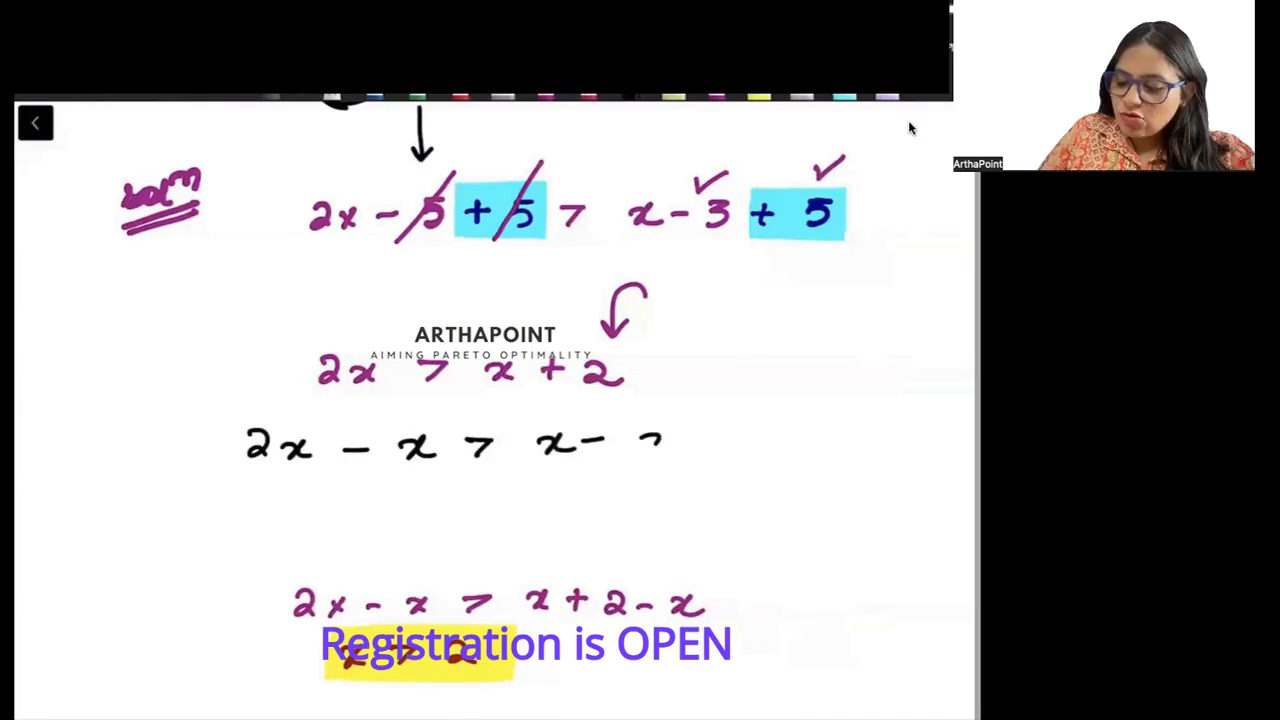 Soln 2x - 5 + 5 > x - 3 + 5
ARTHAPOINT
AIMING PARETO OPTIMALITY
2x > x + 2
2x - x > x -
2x - x > x + 2 - x
x > 2
Registration is OPEN
ArthaPoint